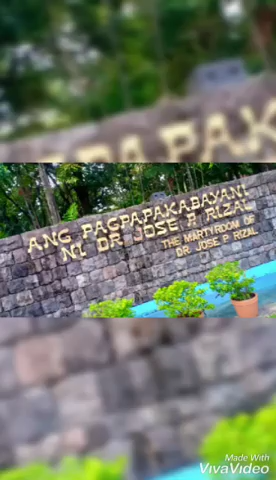 ANG PAGPAPAKABAYANI
NI DR JOSE P RIZAL
THE MARTYRDOM OF
DR. JOSE P RIZAL
Made With
VivaVideo